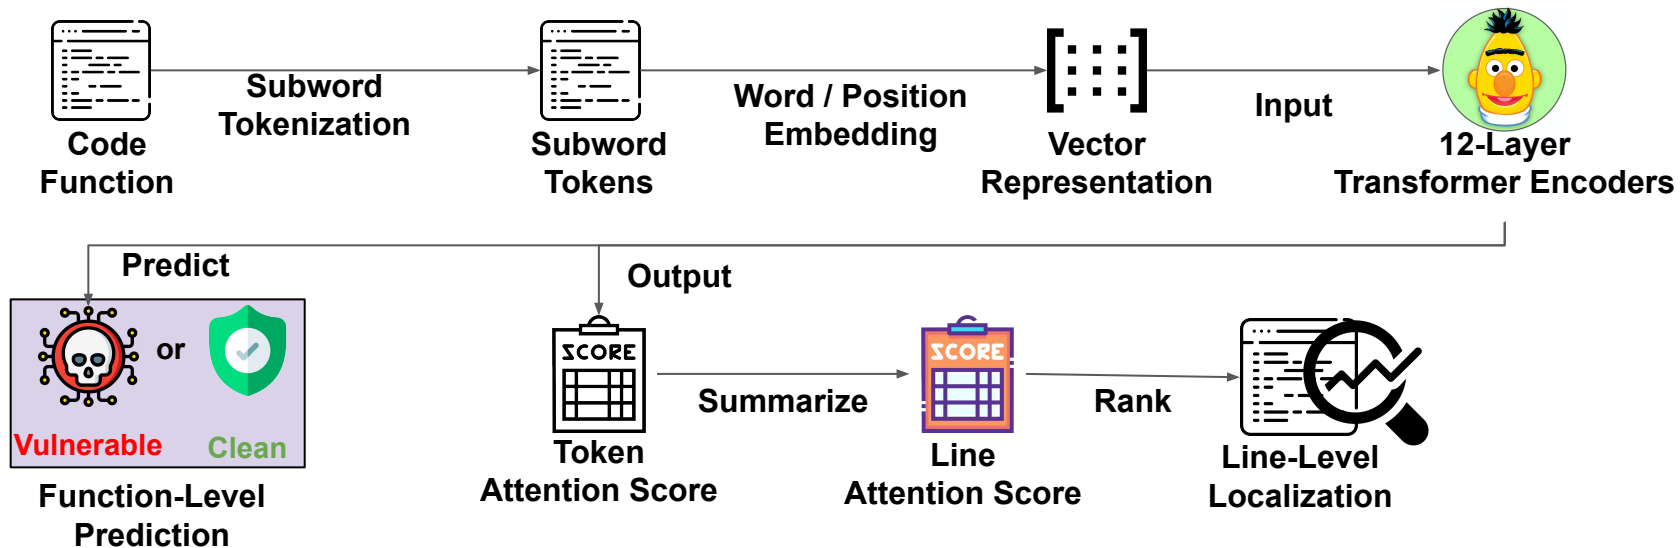 Code
Function
Subword
Tokenization
Subword
Tokens
Word / Position
Embedding
Vector
Representation
Input
12-Layer
Transformer Encoders
Predict
Output
or
Vulnerable
Clean
Function-Level
Prediction
SCORE
Token
Attention Score
Summarize
SCORE
Line
Attention Score
Rank
Line-Level
Localization